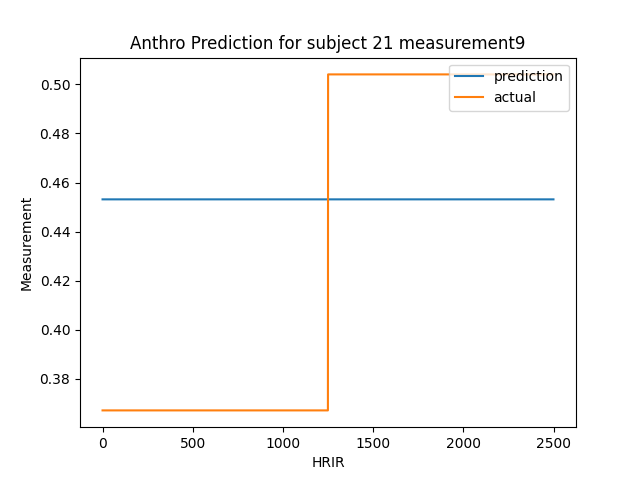 Anthro Prediction for subject 21 measurement9
prediction
actual
0.50
0.48
0.46
0.44
0.42
0.40
0.38
Measurement
0
500
1000
1500
2000
2500
HRIR